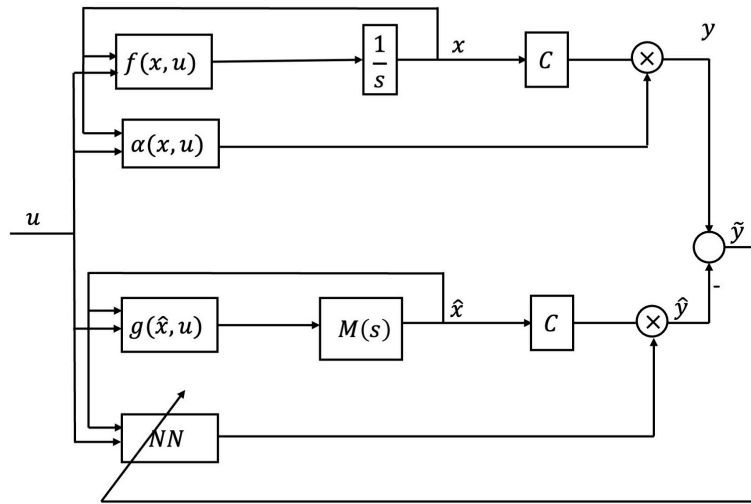 f(x, u)
1
s
x
C
×
y
α(x, u)
u
ỹ
-
g(x̂, u)
M(s)
x̂
C
×
ŷ
NN